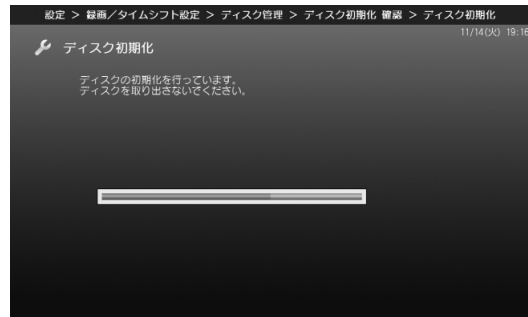 設定 > 録画/タイムシフト設定 > ディスク管理 > ディスク初期化 確認 > ディスク初期化
11/14(火) 19:16
ディスク初期化
ディスクの初期化を行っています。
ディスクを取り出さないでください。